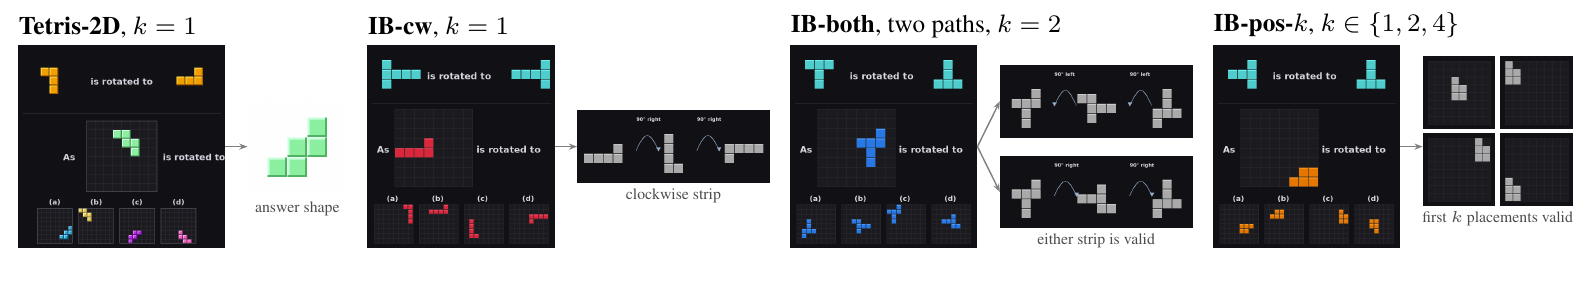 Tetris-2D, k = 1
is rotated to
As
is rotated to
(a) (b) (c) (d)
answer shape
IB-cw, k = 1
is rotated to
As
is rotated to
(a) (b) (c) (d)
90° right
90° right
clockwise strip
IB-both, two paths, k = 2
is rotated to
As
is rotated to
(a) (b) (c) (d)
90° left
90° left
90° right
90° right
either strip is valid
IB-pos-k, k ∈ {1, 2, 4}
is rotated to
As
is rotated to
(a) (b) (c) (d)
first k placements valid